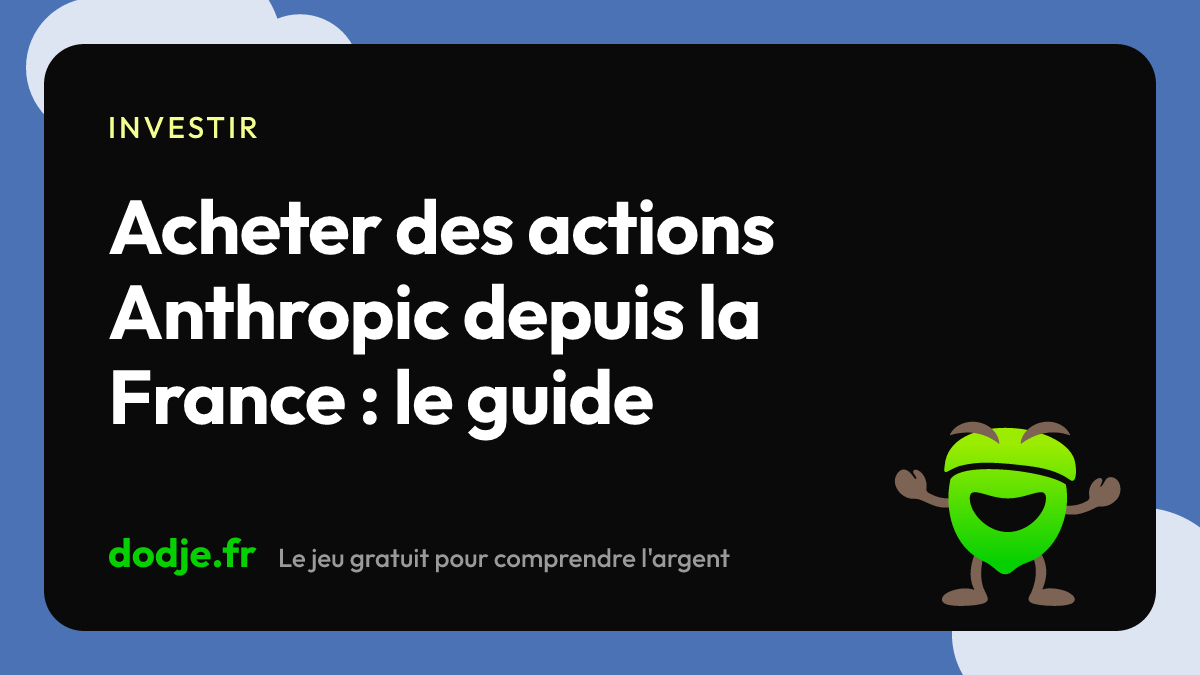 INVESTIR
Acheter des actions
Anthropic depuis la
France : le guide
dodje.fr Le jeu gratuit pour comprendre l'argent